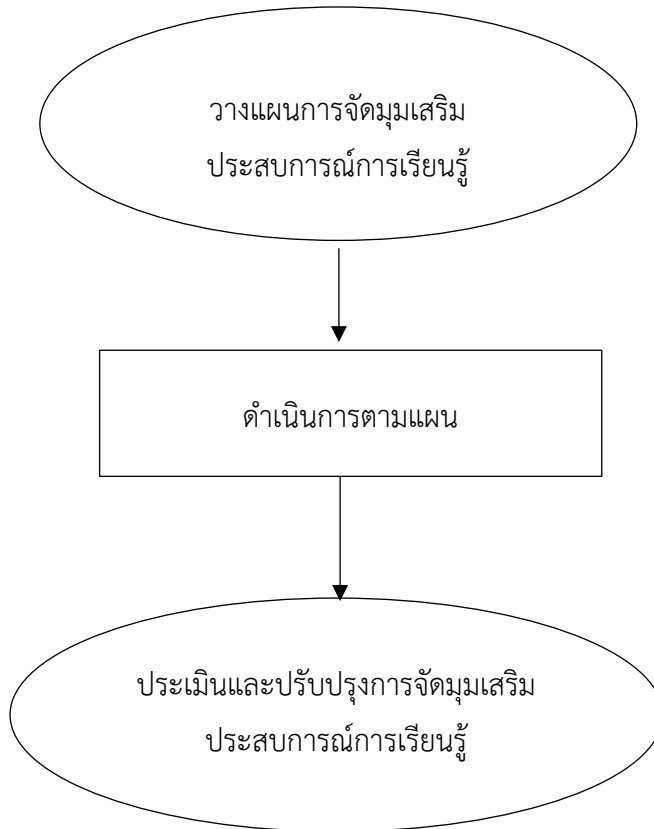 วางแผนการจัดมุมเสริม
ประสบการณ์การเรียนรู้
ดำเนินการตามแผน
ประเมินและปรับปรุงการจัดมุมเสริม
ประสบการณ์การเรียนรู้